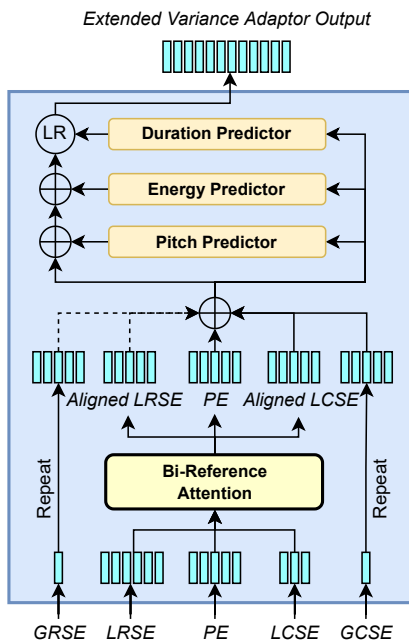 Extended Variance Adaptor Output
LR
Duration Predictor
Energy Predictor
Pitch Predictor
Aligned LRSE
PE
Aligned LCSE
Repeat
Bi-Reference
Attention
Repeat
GRSE
LRSE
PE
LCSE
GCSE